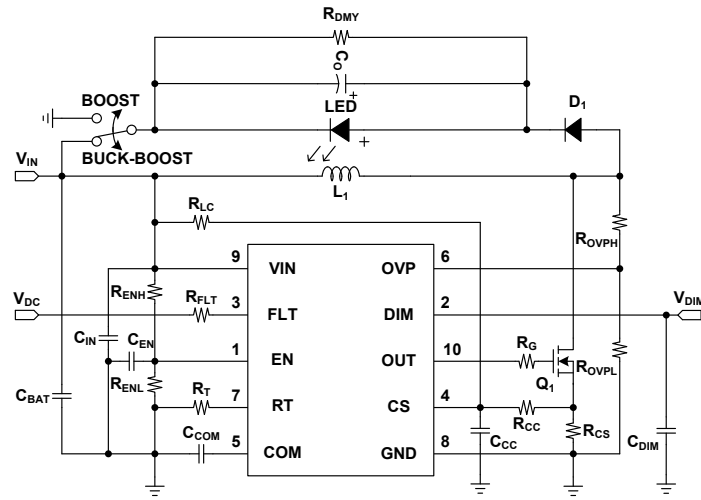 RDMY
CO
+
BOOST
LED
D1
+
BUCK-BOOST
VIN
L1
RLC
ROVPH
9 VIN OVP 6
RENH
VDC RFLT 3 FLT DIM 2 VDIM
CIN CEN
1 EN OUT 10 RG
Q1 ROVPL
RENL
CBAT RT 7 RT CS 4
RCC RCS
CCOM 5 COM GND 8
CCC CDIM